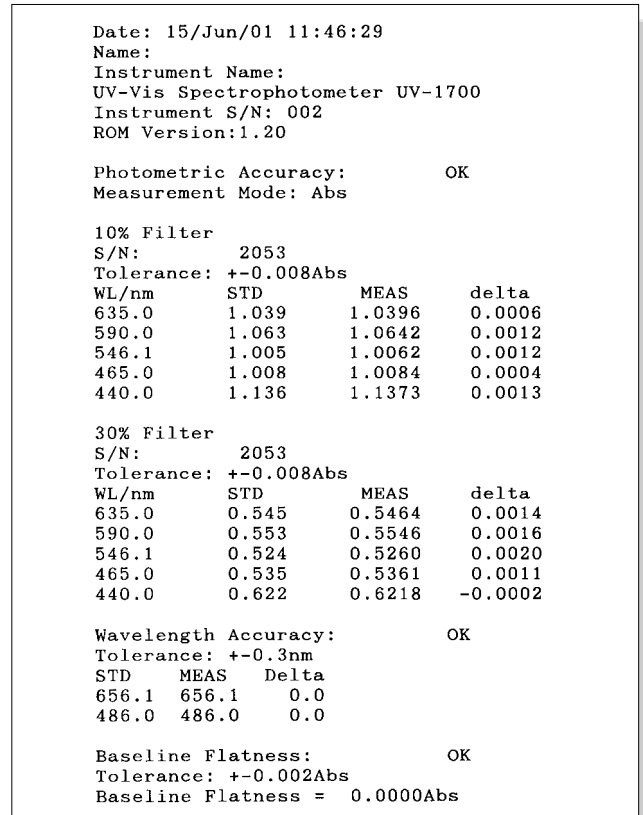 Date: 15/Jun/01 11:46:29
Name:
Instrument Name:
UV-Vis Spectrophotometer UV-1700
Instrument S/N: 002
ROM Version:1.20
Photometric Accuracy: OK
Measurement Mode: Abs
10% Filter
S/N: 2053
Tolerance: +-0.008Abs
WL/nm STD MEAS delta
635.0 1.039 1.0396 0.0006
590.0 1.063 1.0642 0.0012
546.1 1.005 1.0062 0.0012
465.0 1.008 1.0084 0.0004
440.0 1.136 1.1373 0.0013
30% Filter
S/N: 2053
Tolerance: +-0.008Abs
WL/nm STD MEAS delta
635.0 0.545 0.5464 0.0014
590.0 0.553 0.5546 0.0016
546.1 0.524 0.5260 0.0020
465.0 0.535 0.5361 0.0011
440.0 0.622 0.6218 -0.0002
Wavelength Accuracy: OK
Tolerance: +-0.3nm
STD MEAS Delta
656.1 656.1 0.0
486.0 486.0 0.0
Baseline Flatness: OK
Tolerance: +-0.002Abs
Baseline Flatness = 0.0000Abs